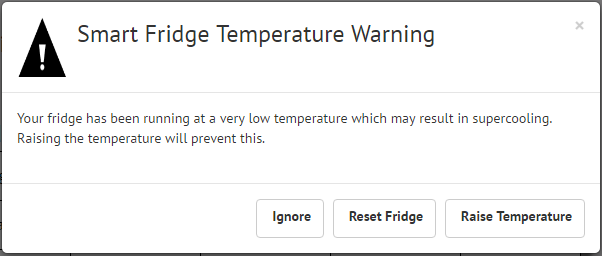 Smart Fridge Temperature Warning
×
Your fridge has been running at a very low temperature which may result in supercooling.
Raising the temperature will prevent this.
Ignore
Reset Fridge
Raise Temperature